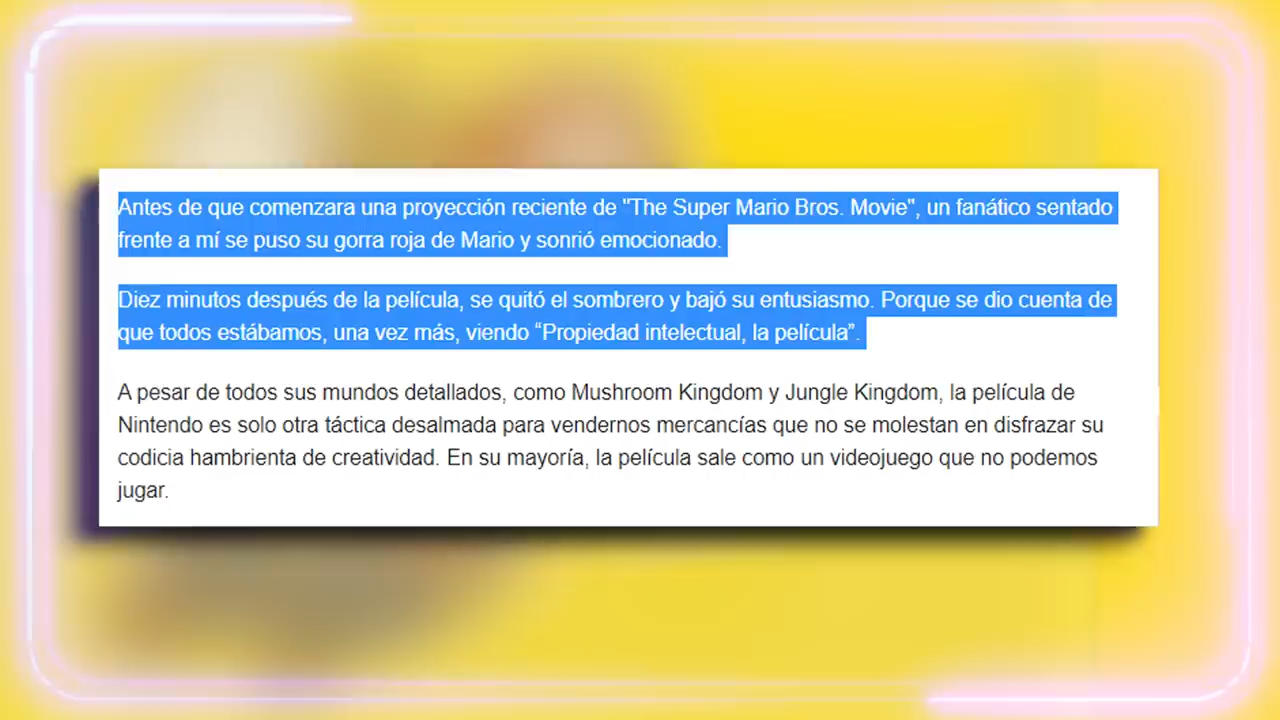 Antes de que comenzara una proyección reciente de "The Super Mario Bros. Movie", un fanático sentado
frente a mí se puso su gorra roja de Mario y sonrió emocionado.
Diez minutos después de la película, se quitó el sombrero y bajó su entusiasmo. Porque se dio cuenta de
que todos estábamos, una vez más, viendo “Propiedad intelectual, la película”.
A pesar de todos sus mundos detallados, como Mushroom Kingdom y Jungle Kingdom, la película de
Nintendo es solo otra táctica desalmada para vendernos mercancías que no se molestan en disfrazar su
codicia hambrienta de creatividad. En su mayoría, la película sale como un videojuego que no podemos
jugar.